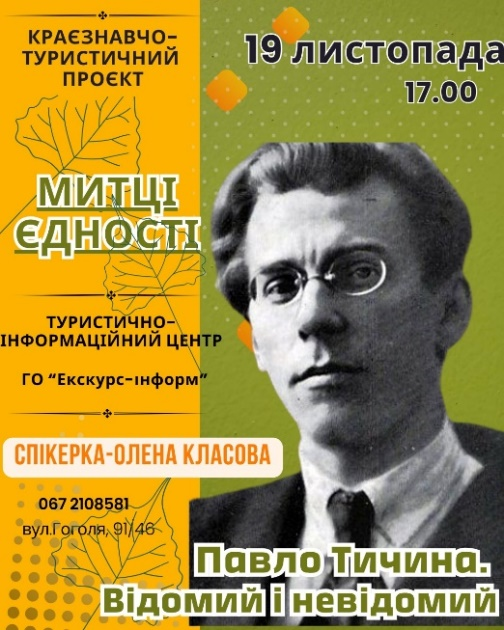 КРАЄЗНАВЧО-
ТУРИСТИЧНИЙ
ПРОЄКТ
19 листопада
17.00
МИТЦІ
ЄДНОСТІ
ТУРИСТИЧНО-
ІНФОРМАЦІЙНИЙ ЦЕНТР
ГО “Екскурс-інформ”
СПІКЕРКА-ОЛЕНА КЛАСОВА
067 2108581
вул.Гоголя, 91/46
Павло Тичина.
Відомий і невідомий